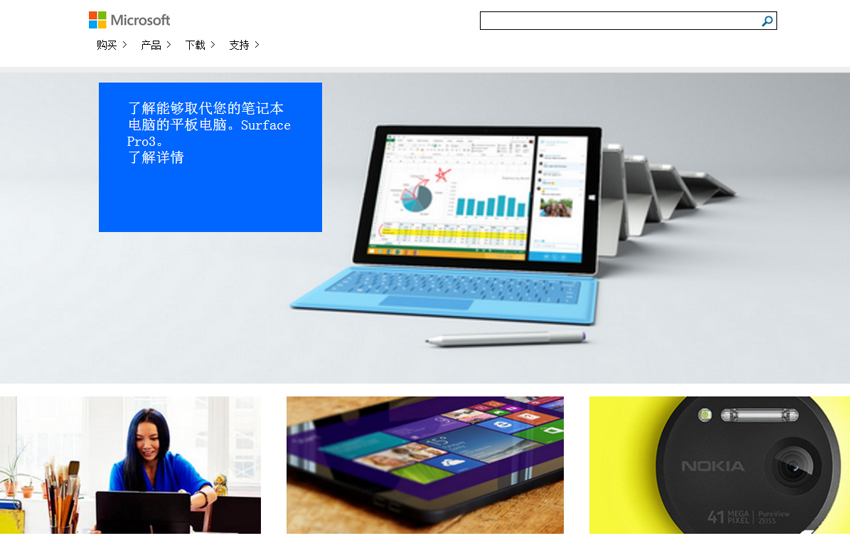 Microsoft
购买 产品 下载 支持
了解能够取代您的笔记本
电脑的平板电脑。Surface
Pro3。
了解详情
NOKIA
41 MEGA PIXEL PureView ZEISS